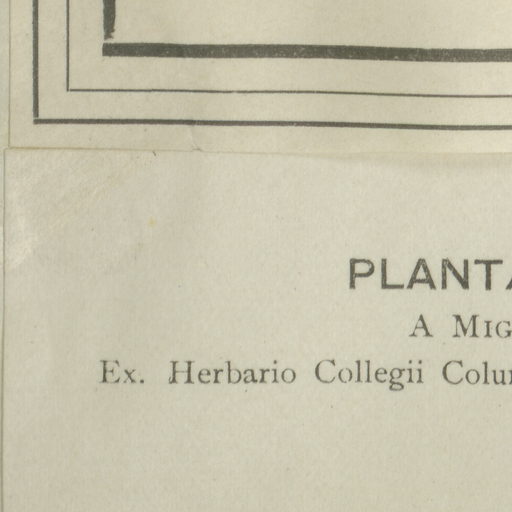 PLANTA
A MIG
Ex. Herbario Collegii Colu